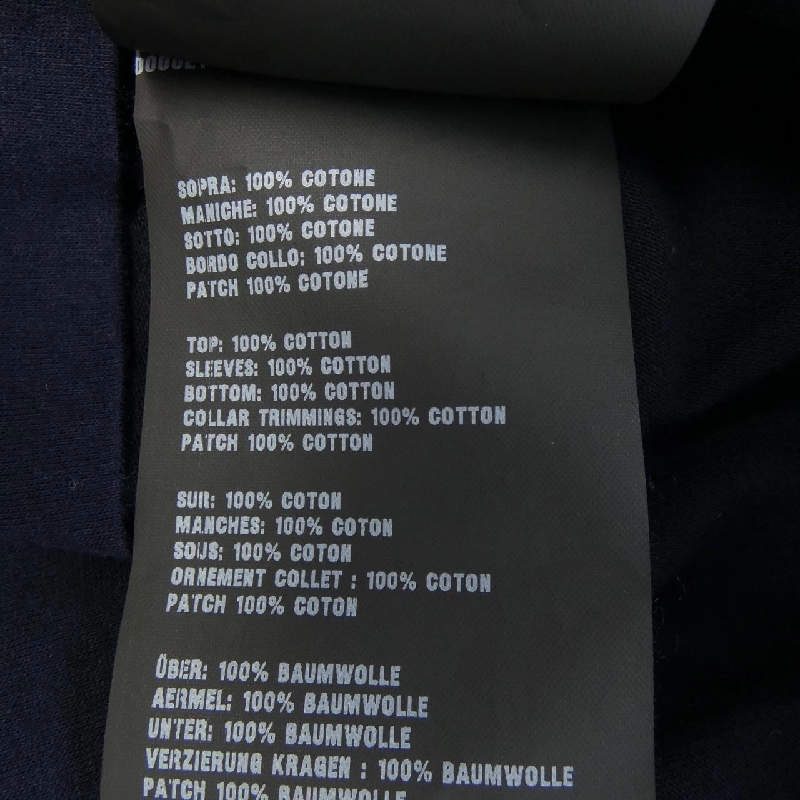 SOPRA: 100% COTONE
MANICHE: 100% COTONE
SOTTO: 100% COTONE
BORDO COLLO: 100% COTONE
PATCH 100% COTONE
TOP: 100% COTTON
SLEEVES: 100% COTTON
BOTTOM: 100% COTTON
COLLAR TRIMMINGS: 100% COTTON
PATCH 100% COTTON
SUR: 100% COTON
MANCHES: 100% COTON
SOUS: 100% COTON
ORNEMENT COLLET : 100% COTON
PATCH 100% COTON
ÜBER: 100% BAUMWOLLE
AERMEL: 100% BAUMWOLLE
UNTER: 100% BAUMWOLLE
VERZIERUNG KRAGEN : 100% BAUMWOLLE
PATCH 100% BAUMWOLLE